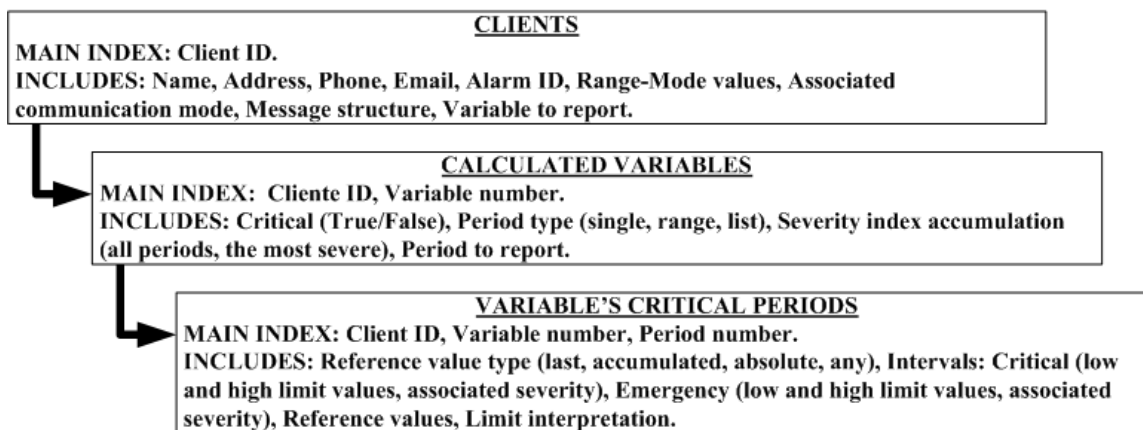 CLIENTS
MAIN INDEX: Client ID.
INCLUDES: Name, Address, Phone, Email, Alarm ID, Range-Mode values, Associated
communication mode, Message structure, Variable to report.
CALCULATED VARIABLES
MAIN INDEX: Cliente ID, Variable number.
INCLUDES: Critical (True/False), Period type (single, range, list), Severity index accumulation
(all periods, the most severe), Period to report.
VARIABLE’S CRITICAL PERIODS
MAIN INDEX: Client ID, Variable number, Period number.
INCLUDES: Reference value type (last, accumulated, absolute, any), Intervals: Critical (low
and high limit values, associated severity), Emergency (low and high limit values, associated
severity), Reference values, Limit interpretation.